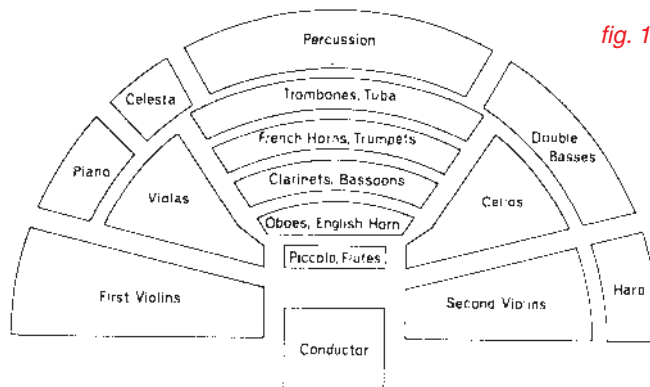 fig. 1
Percussion
Celesta
Trombones, Tuba
French Horns, Trumpets
Double
Basses
Piano
Violas
Clarinets, Bassoons
Cellos
Oboes, English Horn
Piccolo, Flutes
First Violins
Second Violins
Harp
Conductor